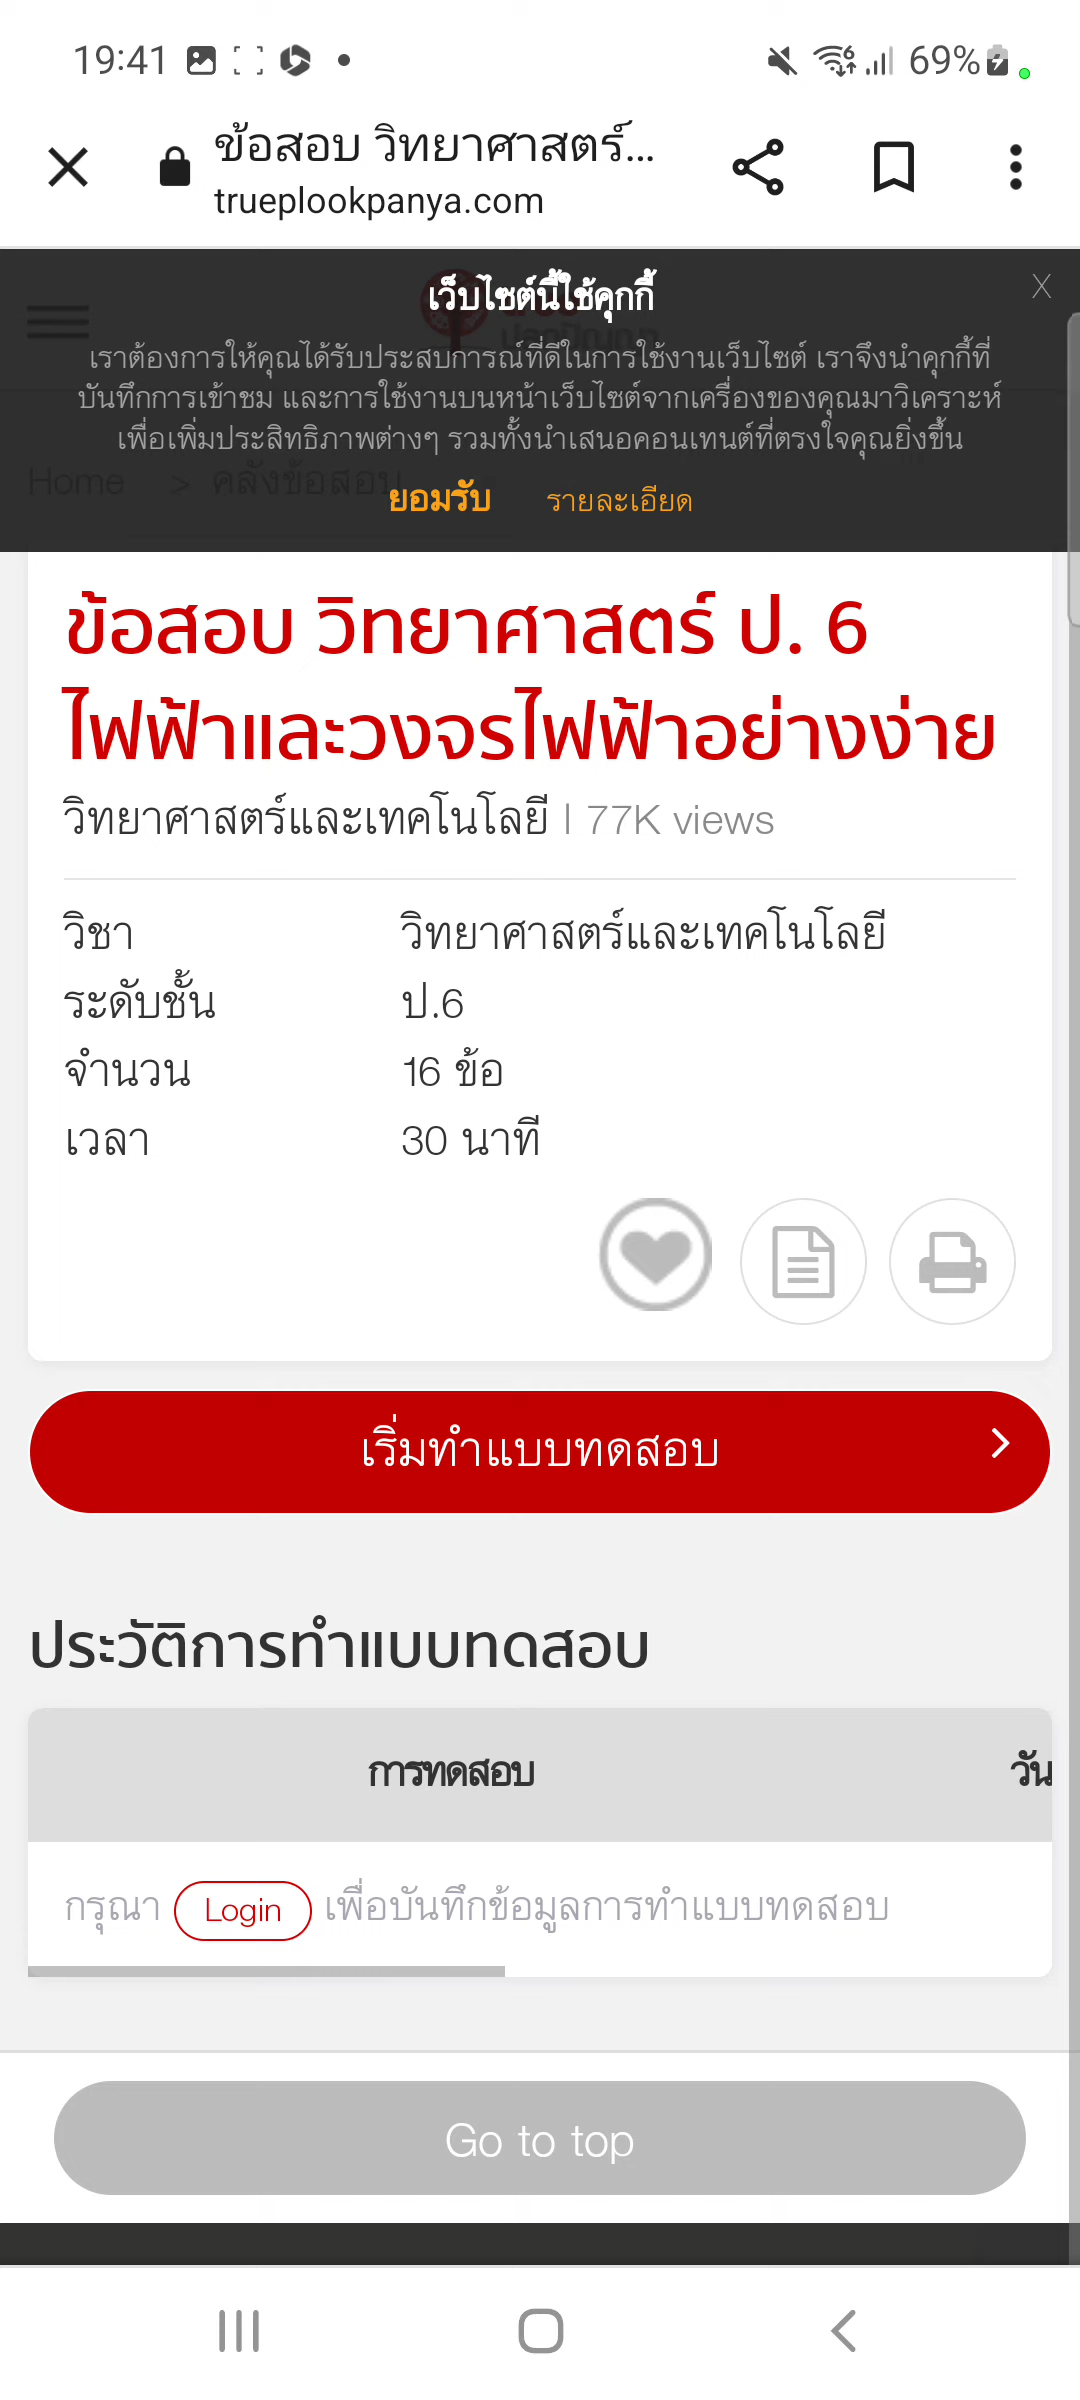 19:41
69%
ข้อสอบ วิทยาศาสตร์...
trueplookpanya.com
เว็บไซต์นี้ใช้คุกกี้
X
เราต้องการให้คุณได้รับประสบการณ์ที่ดีในการใช้งานเว็บไซต์ เราจึงนำคุกกี้ที่
บันทึกการเข้าชม และการใช้งานบนหน้าเว็บไซต์จากเครื่องของคุณมาวิเคราะห์
เพื่อเพิ่มประสิทธิภาพต่างๆ รวมทั้งนำเสนอคอนเทนต์ที่ตรงใจคุณยิ่งขึ้น
Home > คลังข้อสอบ
ยอมรับ รายละเอียด
ข้อสอบ วิทยาศาสตร์ ป. 6
ไฟฟ้าและวงจรไฟฟ้าอย่างง่าย
วิทยาศาสตร์และเทคโนโลยี | 77K views
วิชา วิทยาศาสตร์และเทคโนโลยี
ระดับชั้น ป.6
จำนวน 16 ข้อ
เวลา 30 นาที
เริ่มทำแบบทดสอบ
ประวัติการทำแบบทดสอบ
การทดสอบ วัน
กรุณา Login เพื่อบันทึกข้อมูลการทำแบบทดสอบ
Go to top